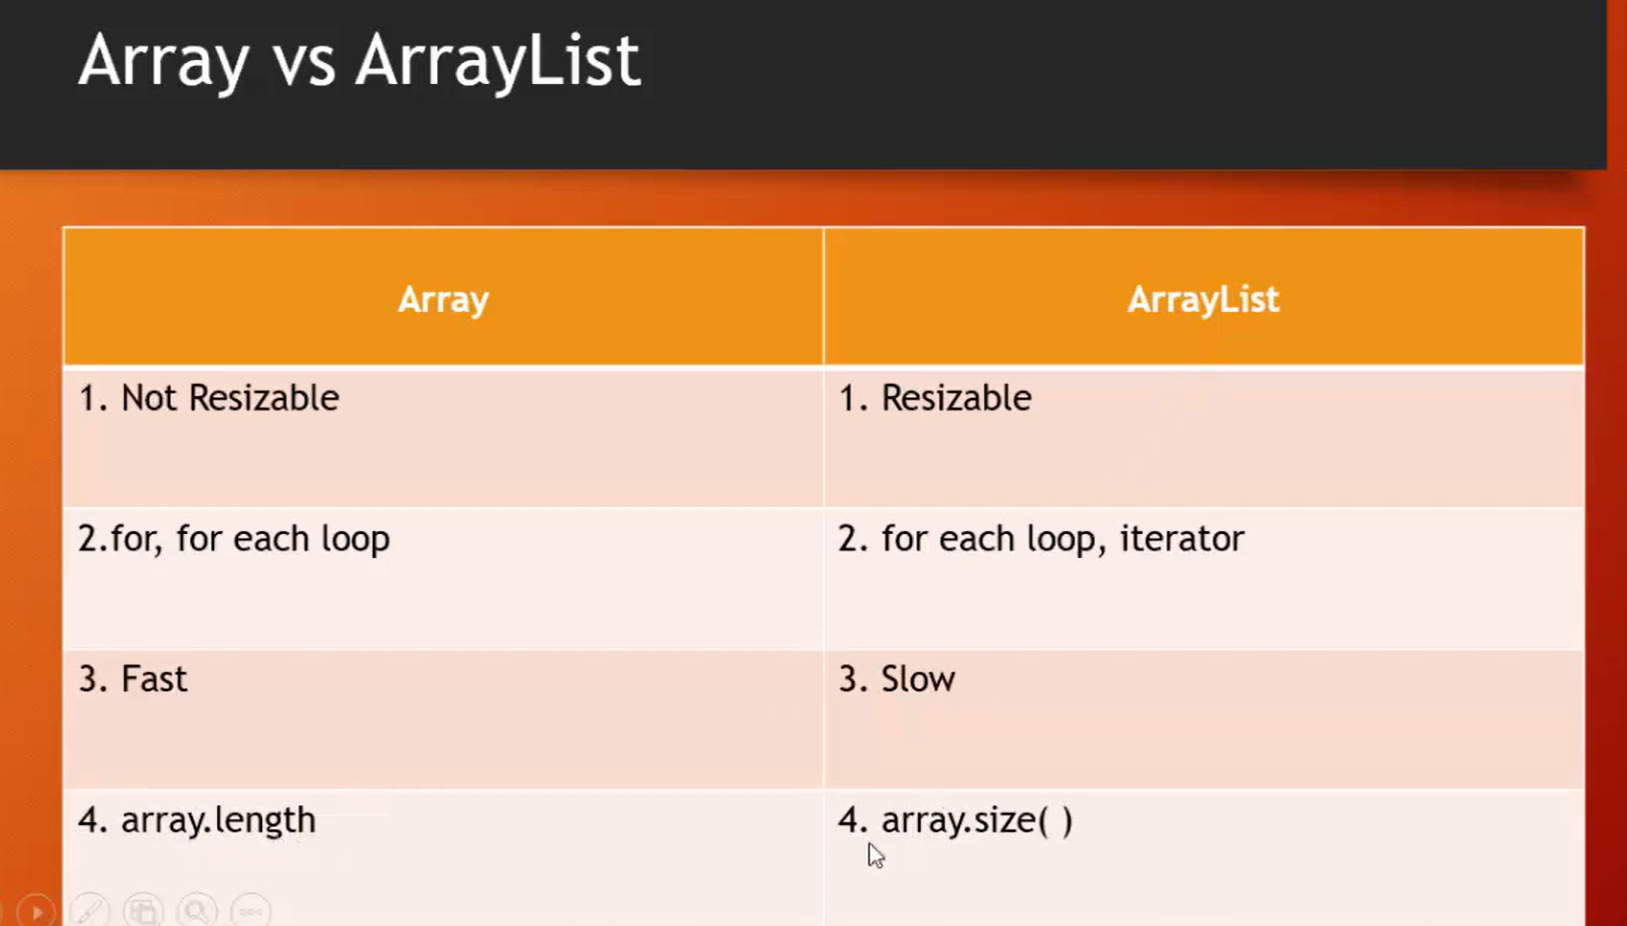 Array vs ArrayList
Array
ArrayList
1. Not Resizable
1. Resizable
2.for, for each loop
2. for each loop, iterator
3. Fast
3. Slow
4. array.length
4. array.size( )